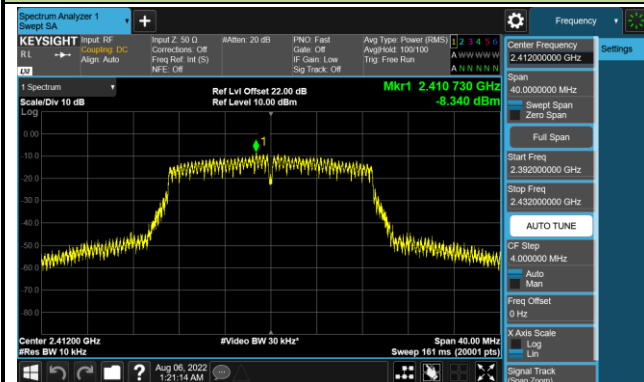 Spectrum Analyzer 1
Swept SA
+
Frequency
KEYSIGHT
RL
LXI
Input: RF
Coupling: DC
Align: Auto
Input Z: 50 Ω
Corrections: Off
Freq Ref: Int (S)
NFE: Off
#Atten: 20 dB
PNO: Fast
Gate: Off
IF Gain: Low
Sig Track: Off
Avg Type: Power (RMS)
Avg|Hold: 100/100
Trig: Free Run
1 2 3 4 5 6
A W W W W W
A N N N N N
Center Frequency
2.412000000 GHz
Settings
Span
40.0000000 MHz
Swept Span
Zero Span
Full Span
Start Freq
2.392000000 GHz
Stop Freq
2.432000000 GHz
AUTO TUNE
CF Step
4.000000 MHz
Auto
Man
Freq Offset
0 Hz
X Axis Scale
Log
Lin
Signal Track
(Span Zoom)
1 Spectrum
Scale/Div 10 dB
Log
Ref Lvl Offset 22.00 dB
Ref Level 10.00 dBm
Mkr1 2.410 730 GHz
-8.340 dBm
1
0.00
-10.0
-20.0
-30.0
-40.0
-50.0
-60.0
-70.0
-80.0
Center 2.41200 GHz
#Res BW 10 kHz
#Video BW 30 kHz*
Span 40.00 MHz
Sweep 161 ms (20001 pts)
?
Aug 06, 2022
1:21:14 AM